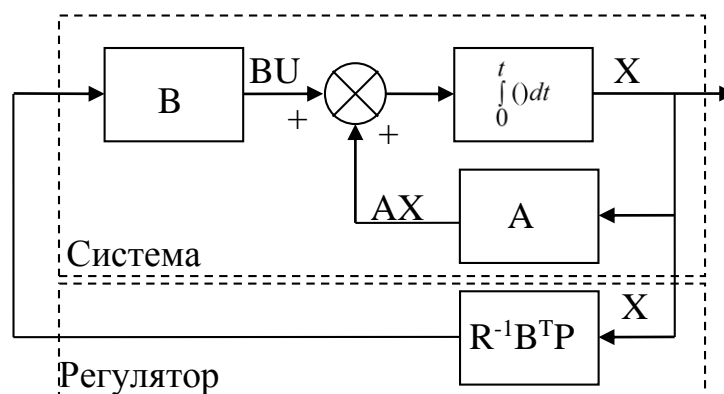 B
BU
+
+
∫₀ᵗ()dt
X
AX
A
Система
X
R⁻¹BᵀP
Регулятор